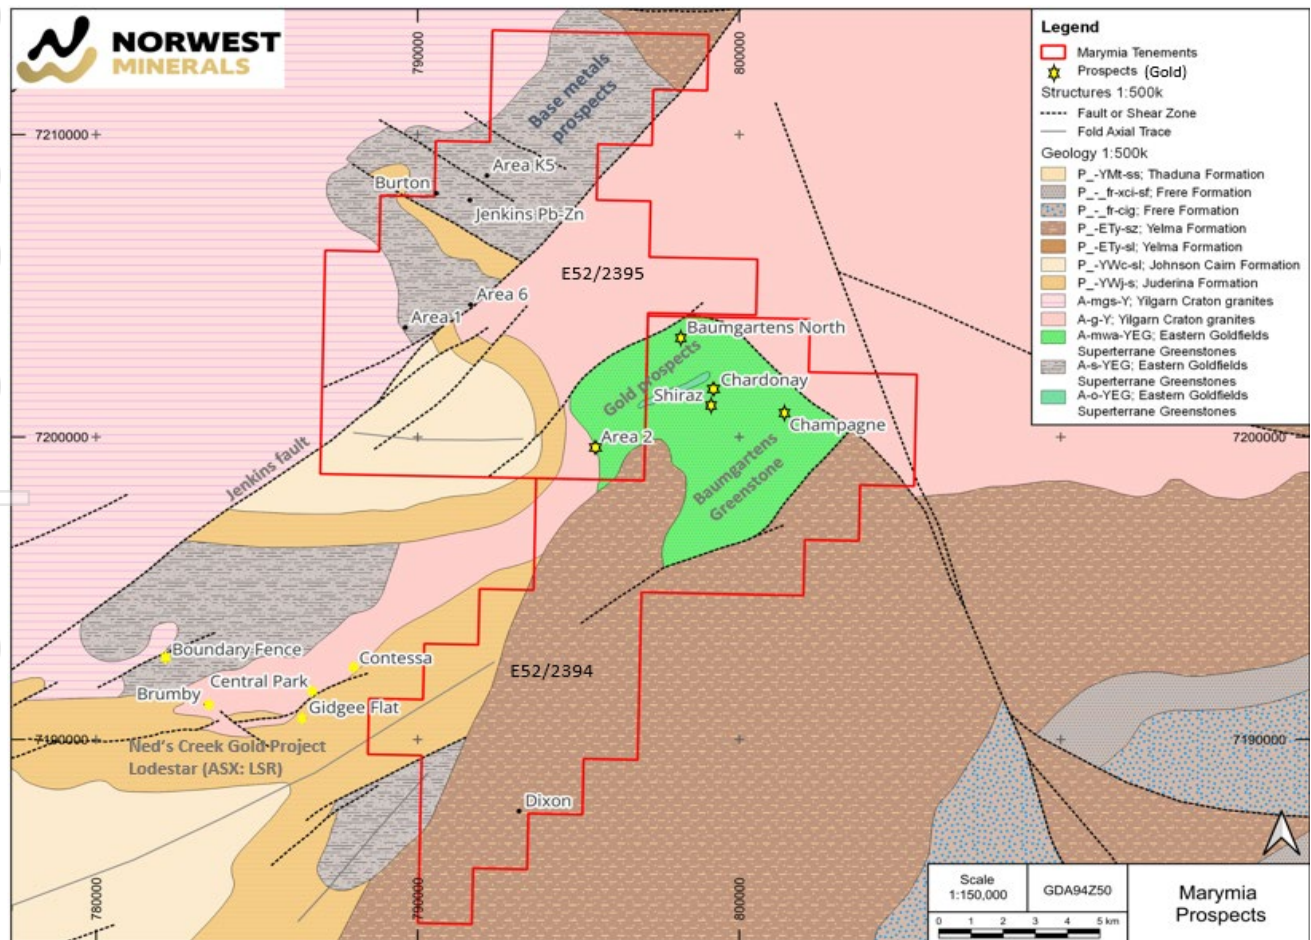 NORWEST
MINERALS
790000
800000
7210000
Base metals
prospects
Area K5
Burton
Jenkins Pb-Zn
E52/2395
Area 6
Area 1
Baumgartens North
Gold prospects
Chardonay
Shiraz
Champagne
Area 2
7200000
7200000
Jenkins fault
Baumgartens
Greenstone
Boundary Fence
Contessa
Central Park
Brumby
Gidgee Flat
E52/2394
Ned's Creek Gold Project
Lodestar (ASX: LSR)
7190000
7190000
Dixon
780000
790000
800000
Legend
Marymia Tenements
Prospects (Gold)
Structures 1:500k
Fault or Shear Zone
Fold Axial Trace
Geology 1:500k
P_-YMt-ss; Thaduna Formation
P_-_fr-xci-sf; Frere Formation
P_-_fr-cig; Frere Formation
P_-ETy-sz; Yelma Formation
P_-ETy-sl; Yelma Formation
P_-YWc-sl; Johnson Cairn Formation
P_-YWj-s; Juderina Formation
A-mgs-Y; Yilgarn Craton granites
A-g-Y; Yilgarn Craton granites
A-mwa-YEG; Eastern Goldfields
Superterrane Greenstones
A-s-YEG; Eastern Goldfields
Superterrane Greenstones
A-o-YEG; Eastern Goldfields
Superterrane Greenstones
Scale
1:150,000
GDA94Z50
0 1 2 3 4 5 km
Marymia
Prospects